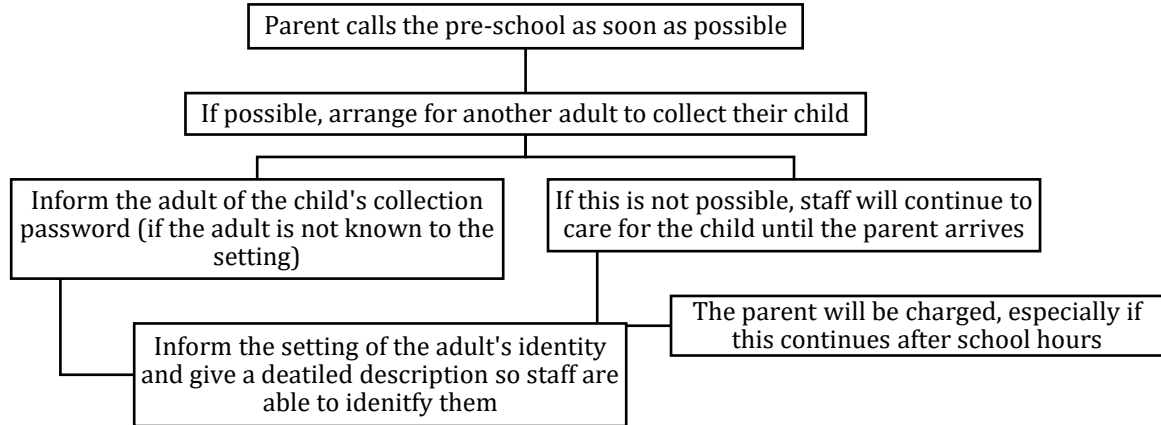 Parent calls the pre-school as soon as possible
If possible, arrange for another adult to collect their child
Inform the adult of the child's collection
password (if the adult is not known to the
setting)
If this is not possible, staff will continue to
care for the child until the parent arrives
Inform the setting of the adult's identity
and give a deatiled description so staff are
able to idenitfy them
The parent will be charged, especially if
this continues after school hours